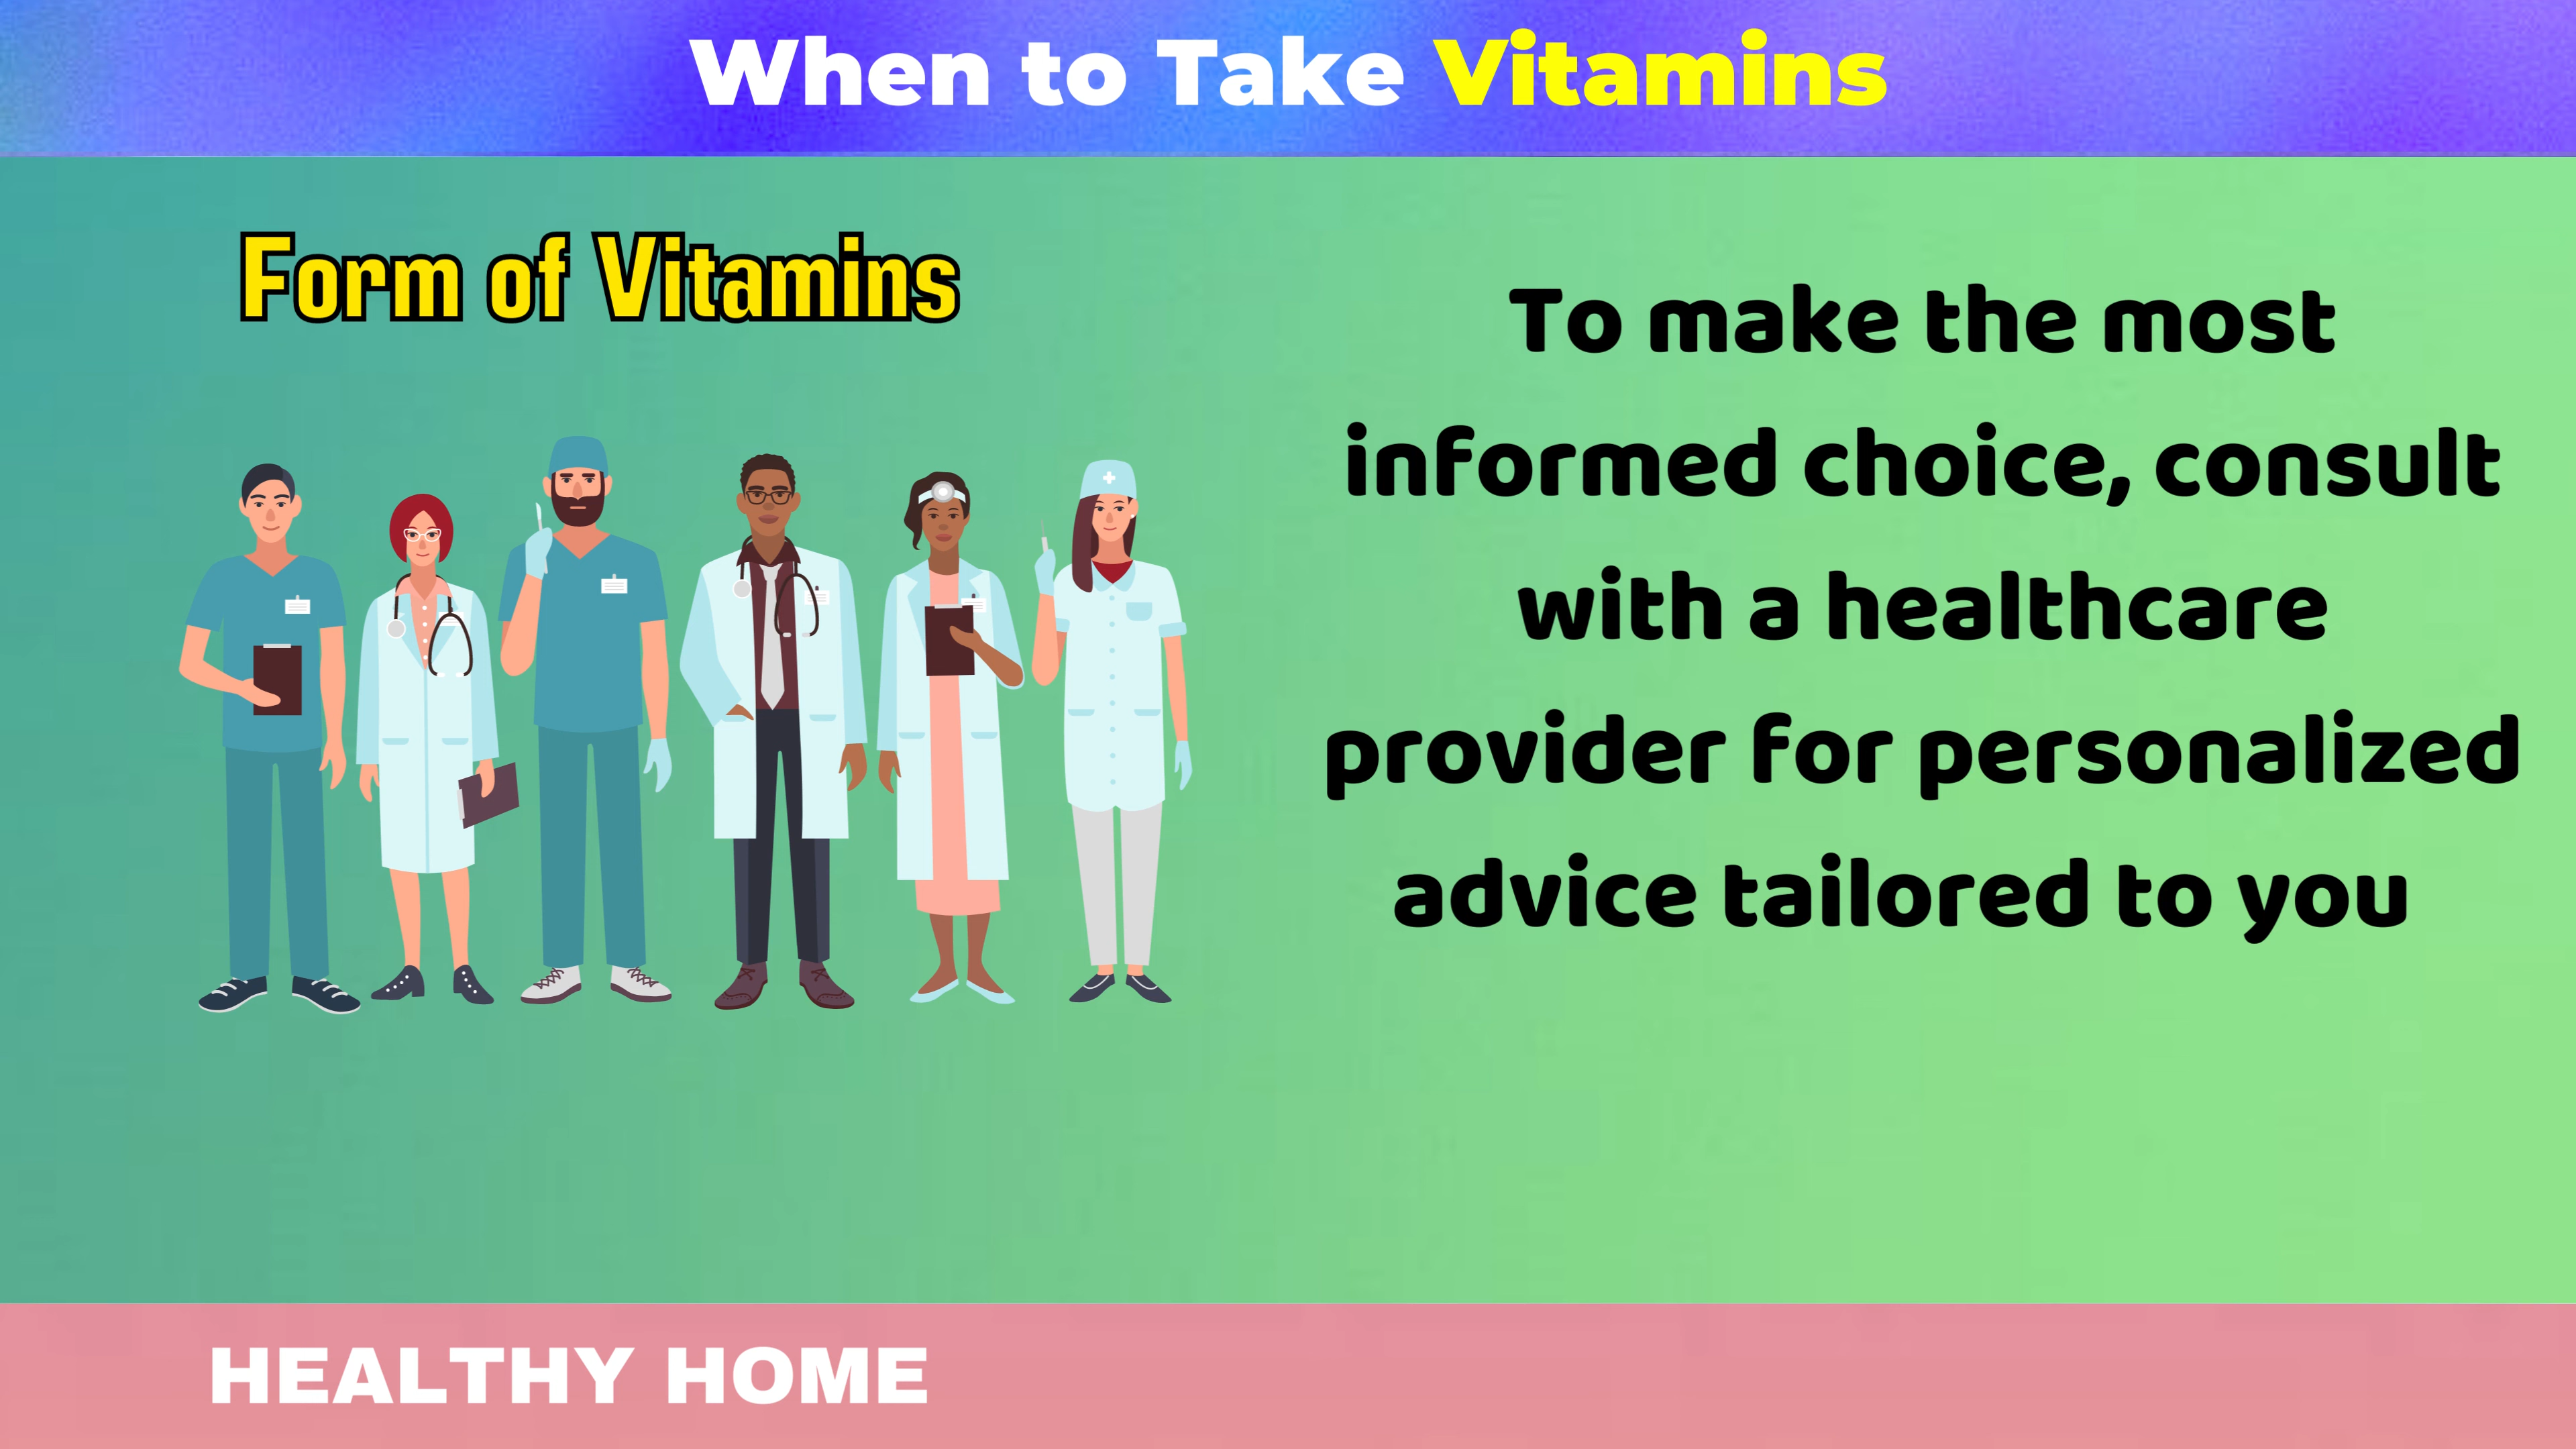 When to Take Vitamins
Form of Vitamins
To make the most
informed choice, consult
with a healthcare
provider for personalized
advice tailored to you
HEALTHY HOME